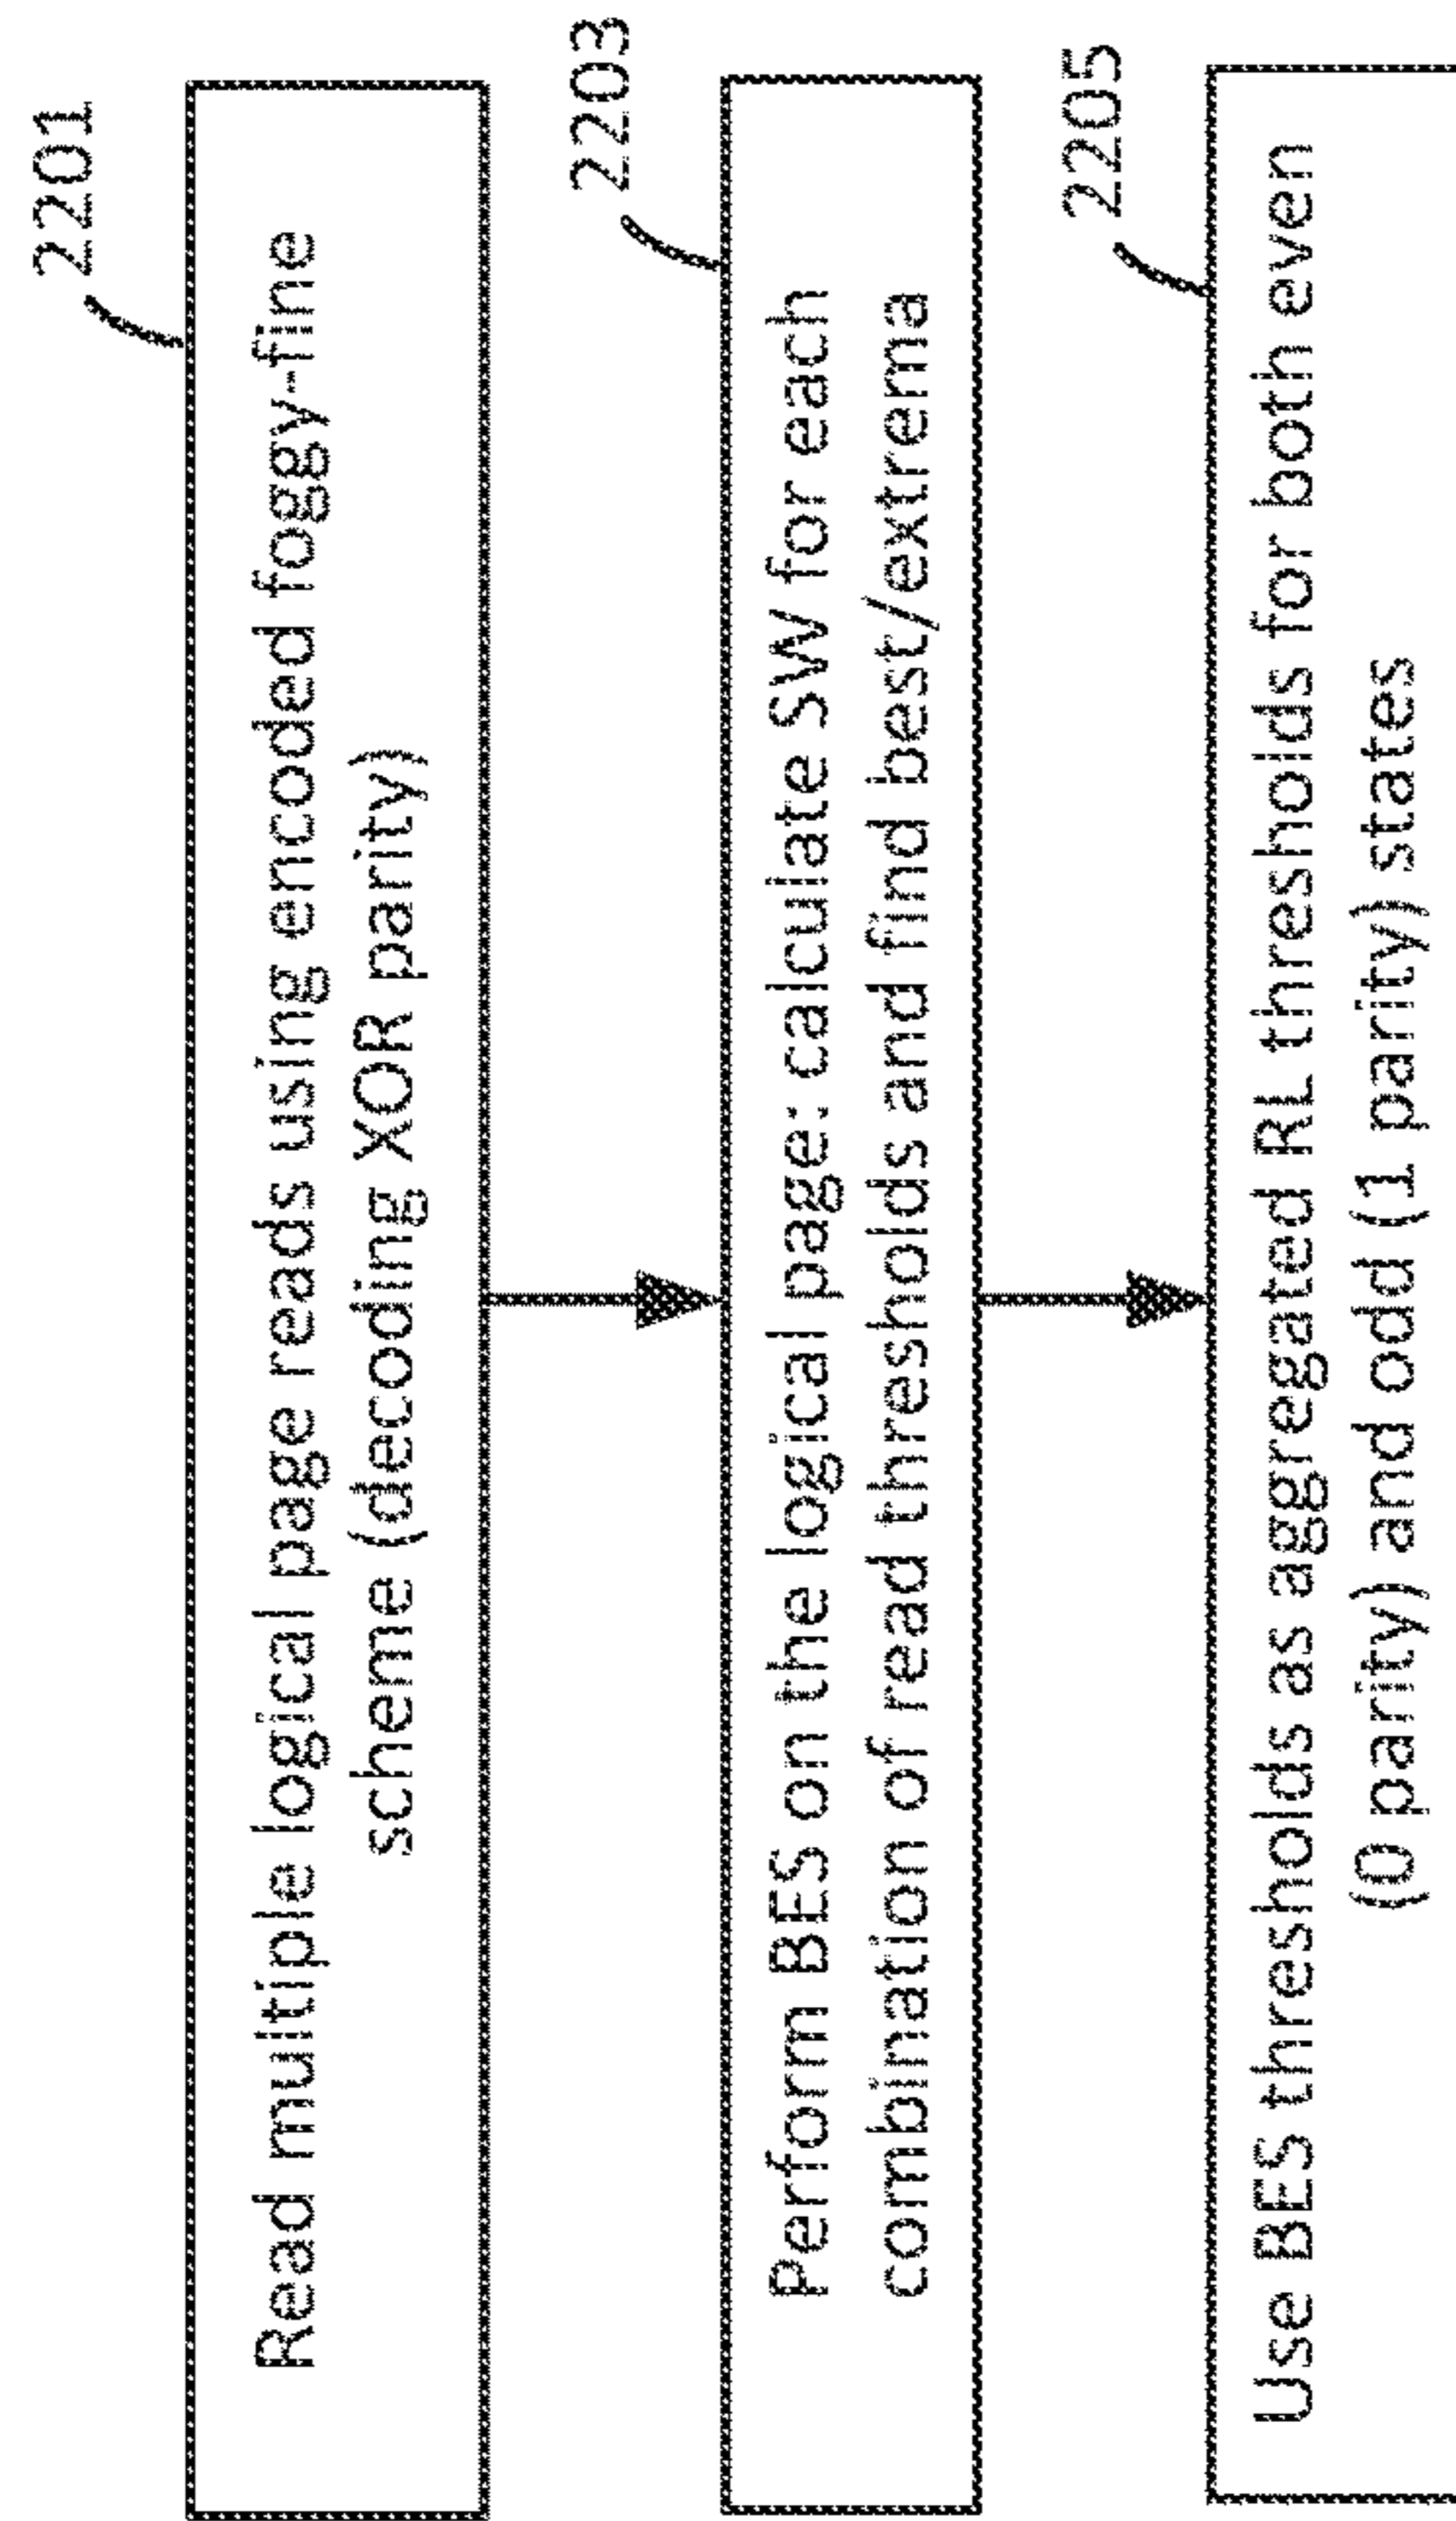 2201
Read multiple logical page reads using encoded foggy-fine
scheme (decoding XOR parity)
2203
Perform BES on the logical page: calculate SW for each
combination of read thresholds and find best/extrema
2205
Use BES thresholds as aggregated RL thresholds for both even
(0 parity) and odd (1 parity) states